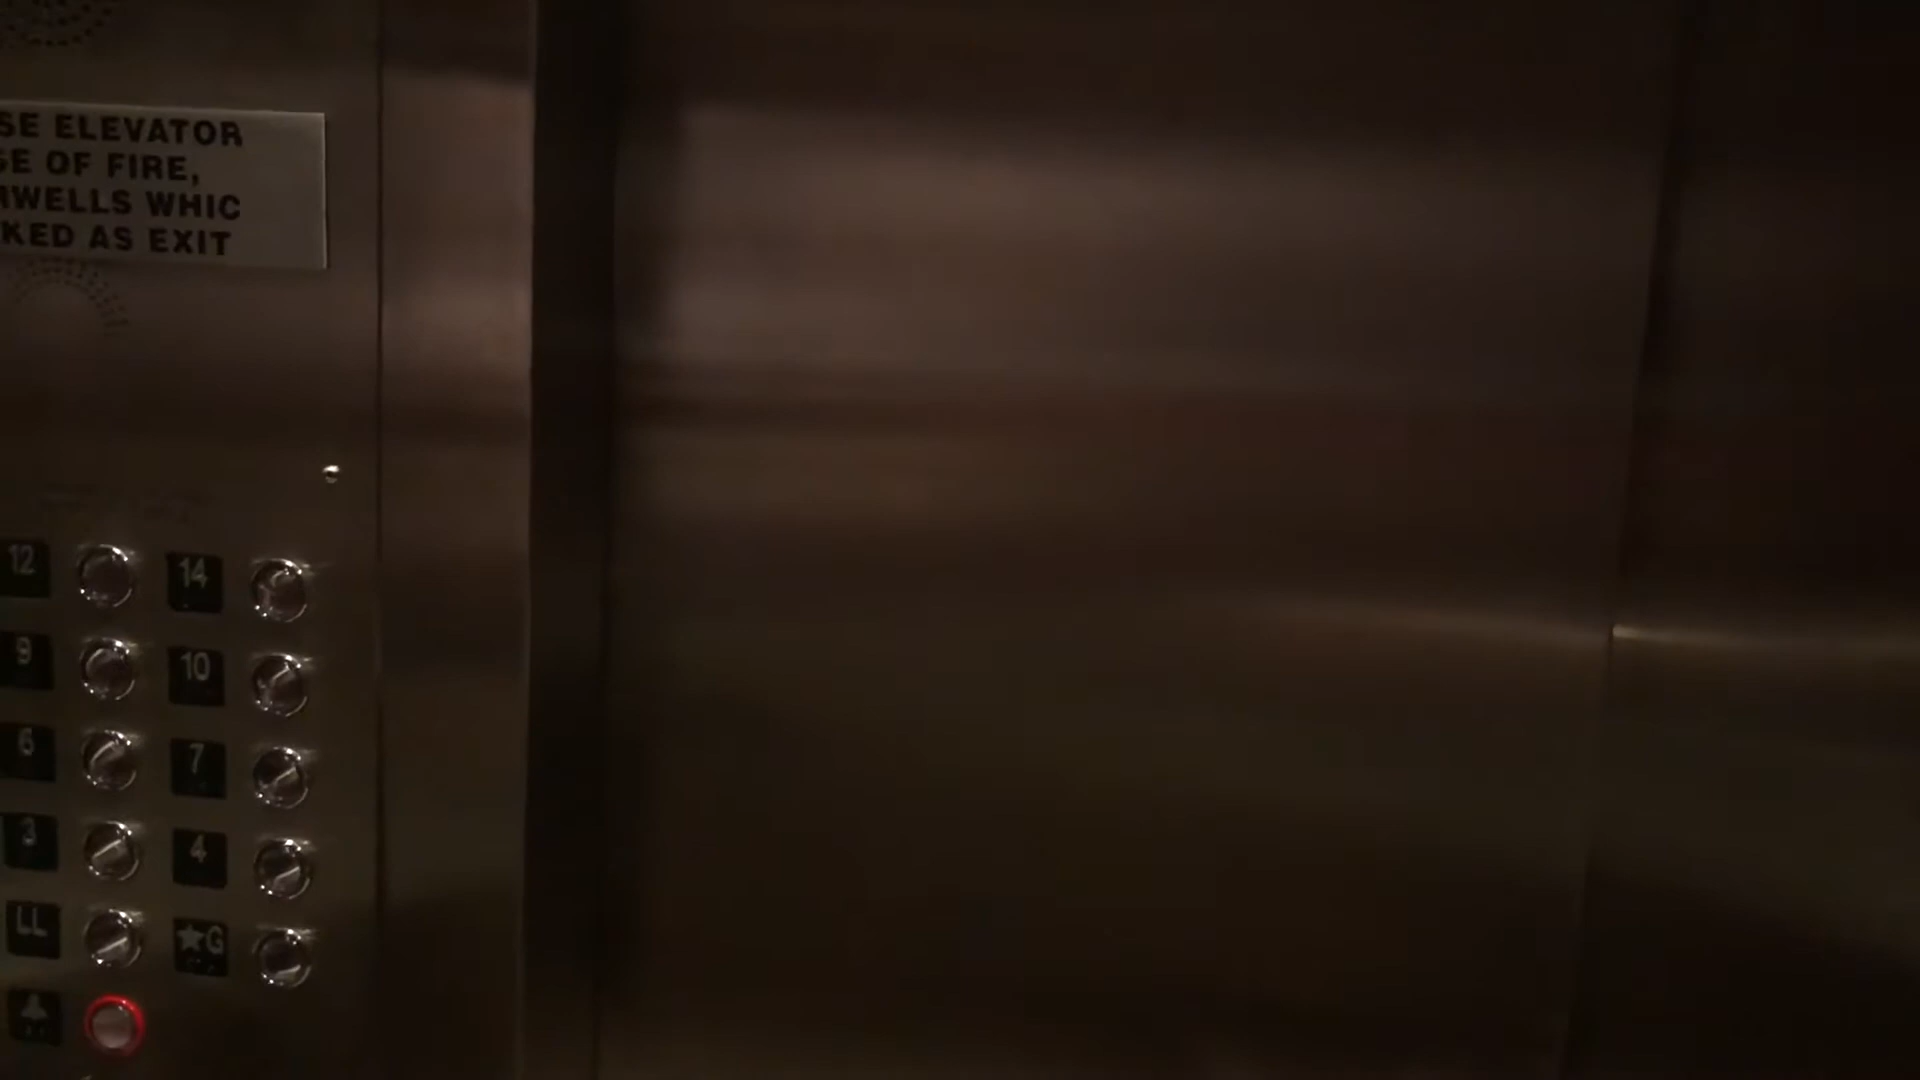 SE ELEVATOR
SE OF FIRE,
RWELLS WHIC
KED AS EXIT
12 14
9 10
6 7
3 4
LL ★G